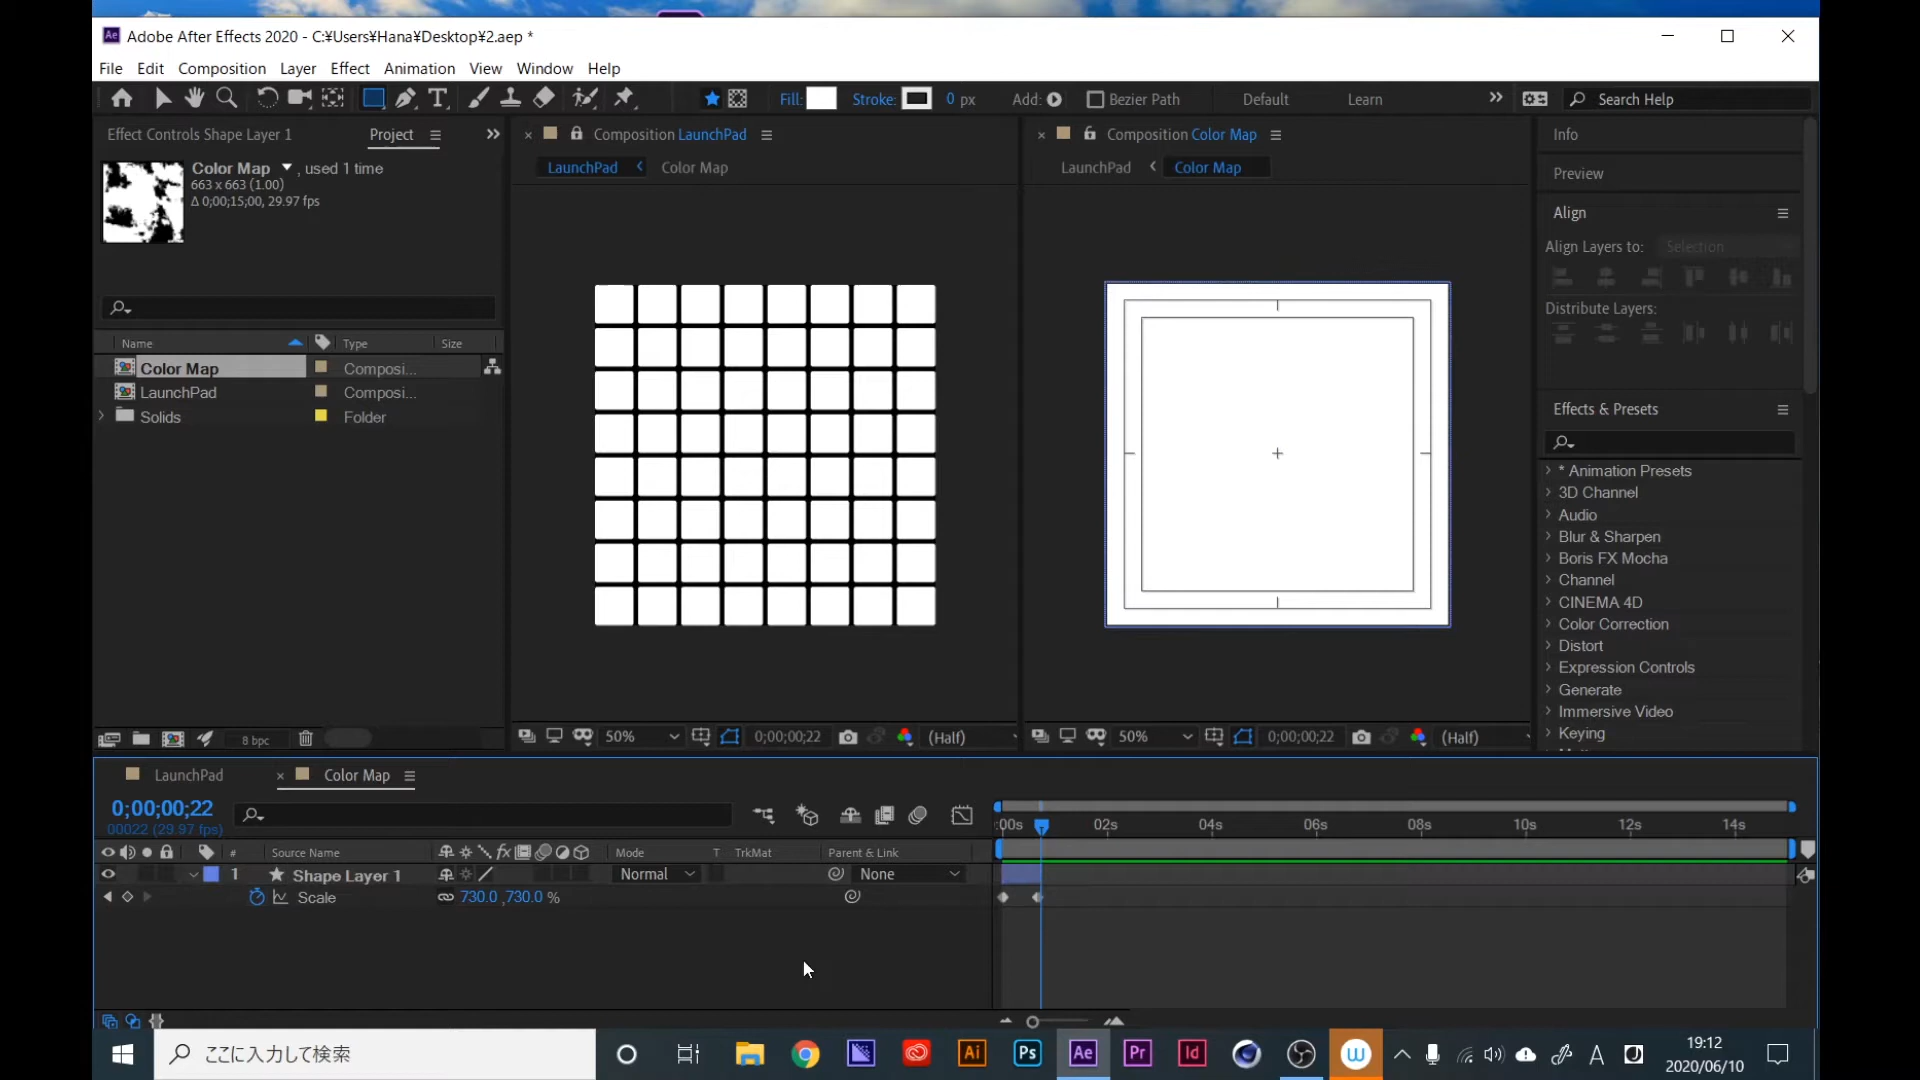 Adobe After Effects 2020 - C:¥Users¥Hana¥Desktop¥2.aep *
File Edit Composition Layer Effect Animation View Window Help
Fill: Stroke: 0 px Add: Bezier Path Default Learn Search Help
Effect Controls Shape Layer 1 Project
Color Map , used 1 time
663 x 663 (1.00)
Δ 0;00;15;00, 29.97 fps
Name Type Size
Color Map Composi...
LaunchPad Composi...
Solids Folder
8 bpc
Composition LaunchPad
LaunchPad Color Map
50% 0;00;00;22 (Half)
Composition Color Map
LaunchPad Color Map
50% 0;00;00;22 (Half)
Info
Preview
Align
Align Layers to: Selection
Distribute Layers:
Effects & Presets
* Animation Presets
3D Channel
Audio
Blur & Sharpen
Boris FX Mocha
Channel
CINEMA 4D
Color Correction
Distort
Expression Controls
Generate
Immersive Video
Keying
LaunchPad Color Map
0;00;00;22
00022 (29.97 fps)
:00s 02s 04s 06s 08s 10s 12s 14s
# Source Name fx Mode T TrkMat Parent & Link
1 Shape Layer 1 Normal None
Scale 730.0 ,730.0 %
ここに入力して検索
Ai Ps Ae Pr Id W A J
19:12
2020/06/10